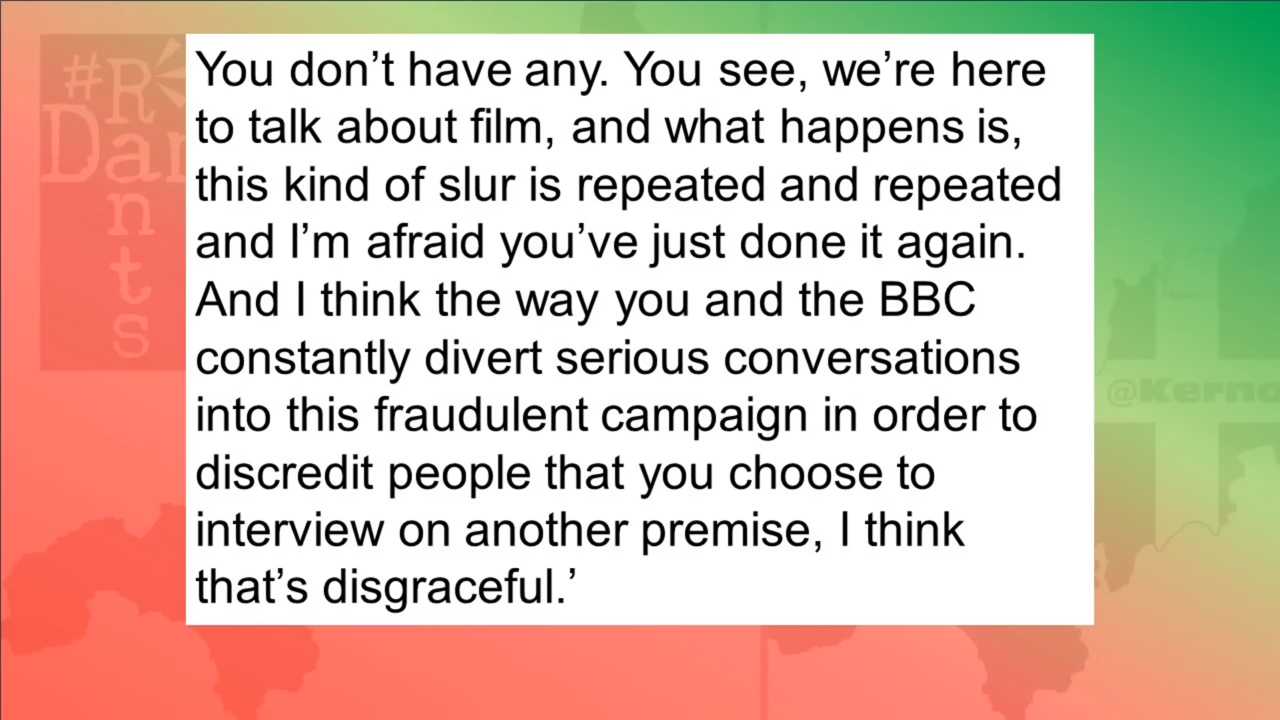 #R
Dar
n
t
s
You don’t have any. You see, we’re here
to talk about film, and what happens is,
this kind of slur is repeated and repeated
and I’m afraid you’ve just done it again.
And I think the way you and the BBC
constantly divert serious conversations
into this fraudulent campaign in order to
discredit people that you choose to
interview on another premise, I think
that’s disgraceful.’
@Kerno